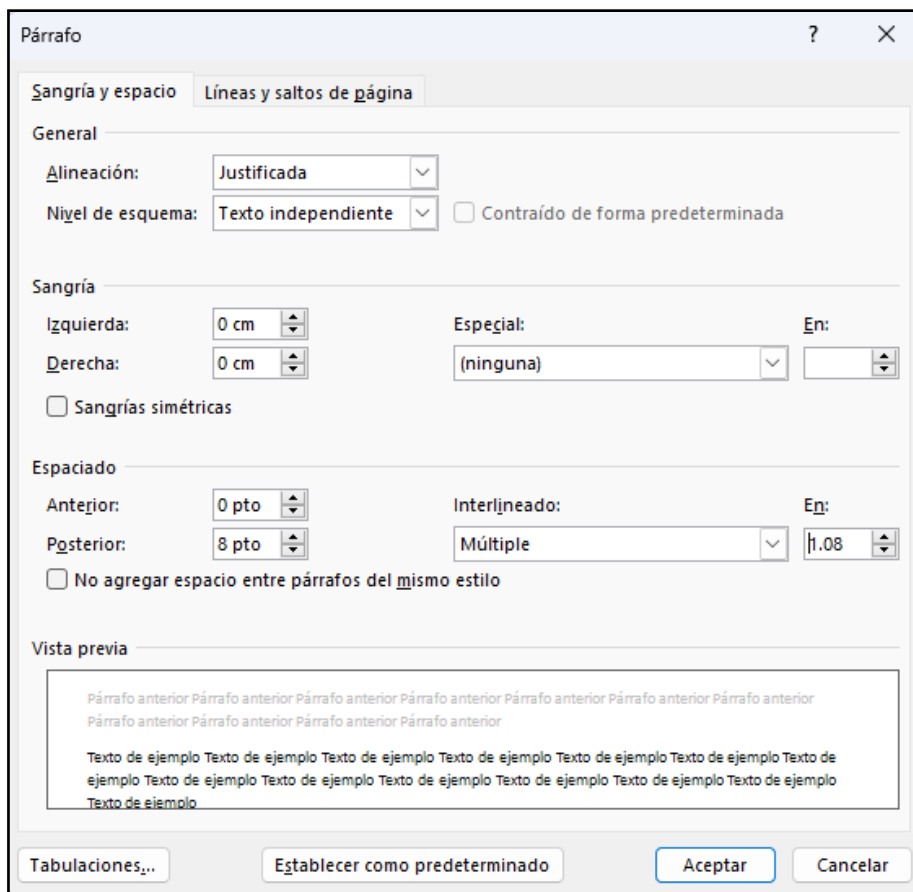 Párrafo ?
Sangría y espacio Líneas y saltos de página
General
Alineación: Justificada
Nivel de esquema: Texto independiente Contraído de forma predeterminada
Sangría
Izquierda: 0 cm Especial: En:
Derecha: 0 cm (ninguna)
Sangrías simétricas
Espaciado
Anterior: 0 pto Interlineado: En:
Posterior: 8 pto Múltiple 1.08
No agregar espacio entre párrafos del mismo estilo
Vista previa
Párrafo anterior Párrafo anterior Párrafo anterior Párrafo anterior Párrafo anterior Párrafo anterior Párrafo anterior
Párrafo anterior Párrafo anterior Párrafo anterior Párrafo anterior
Texto de ejemplo Texto de ejemplo Texto de ejemplo Texto de ejemplo Texto de ejemplo Texto de ejemplo Texto de
ejemplo Texto de ejemplo Texto de ejemplo Texto de ejemplo Texto de ejemplo Texto de ejemplo Texto de ejemplo
Texto de ejemplo
Tabulaciones... Establecer como predeterminado Aceptar Cancelar